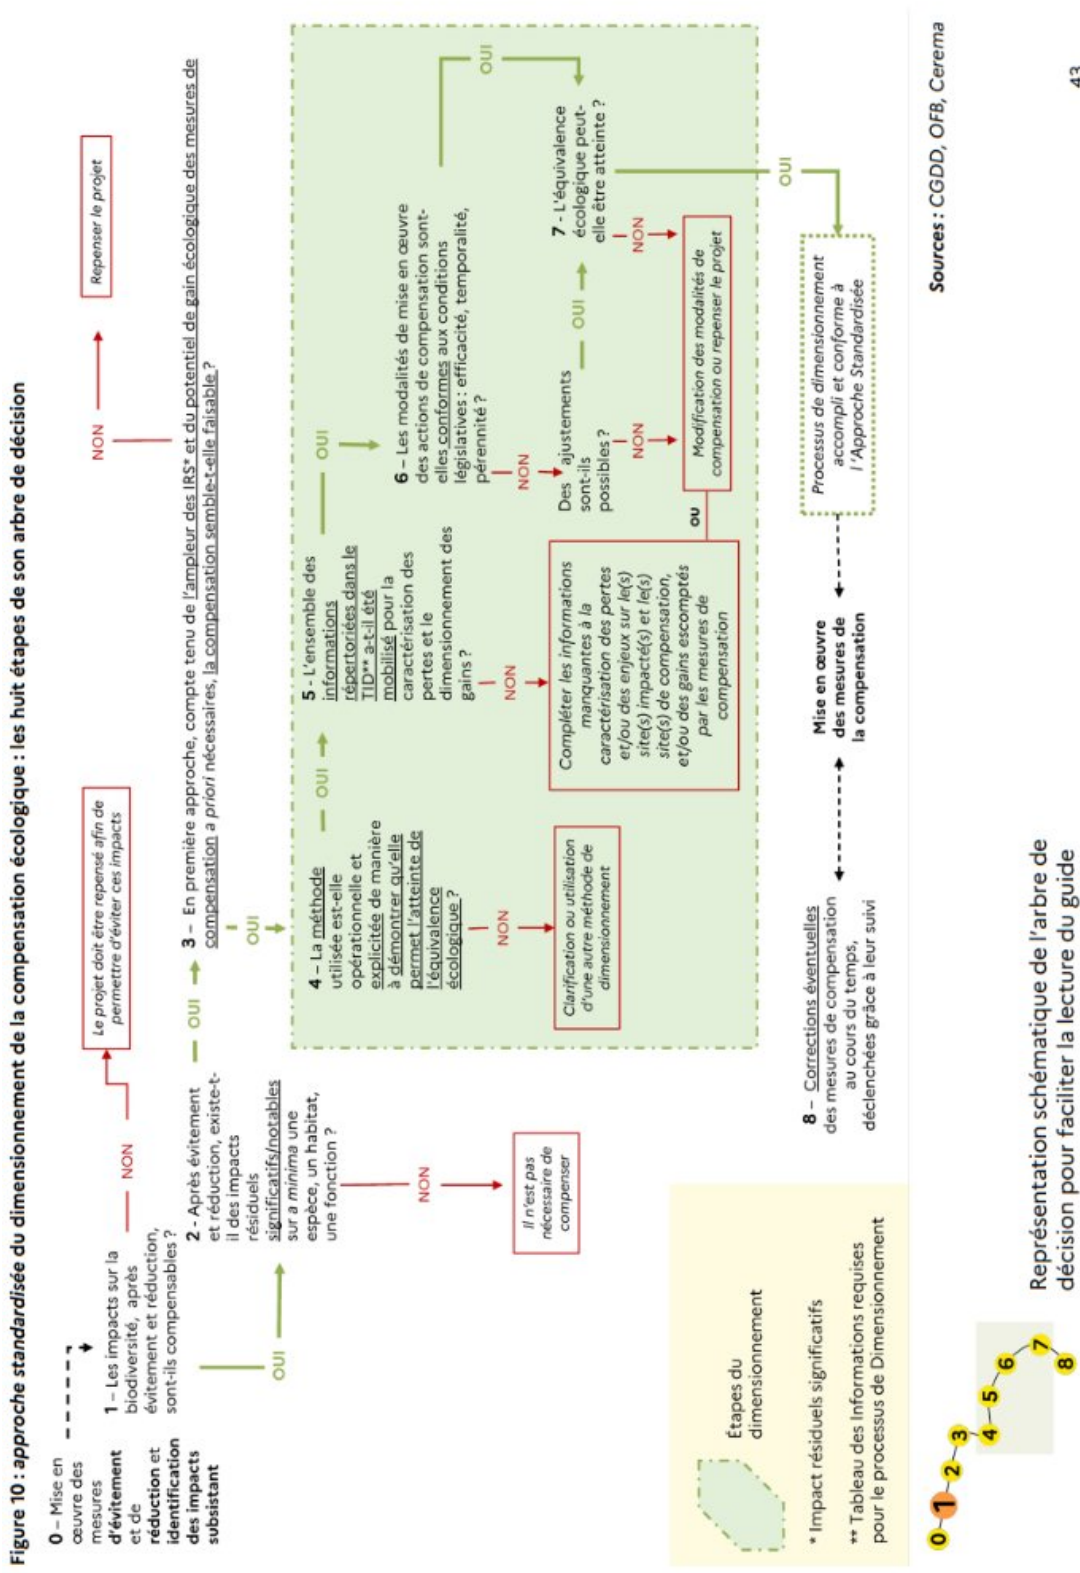 Figure 10 : approche standardisée du dimensionnement de la compensation écologique : les huit étapes de son arbre de décision
0 – Mise en
œuvre des
mesures
d'évitement
et de
réduction et
identification
des impacts
subsistant
1 – Les impacts sur la
biodiversité, après
évitement et réduction,
sont-ils compensables ?
NON
Le projet doit être repensé afin de
permettre d'éviter ces impacts
OUI
2 - Après évitement
et réduction, existe-t-
il des impacts
résiduels
significatifs/notables
sur a minima une
espèce, un habitat,
une fonction ?
NON
Il n'est pas
nécessaire de
compenser
OUI
3 – En première approche, compte tenu de l'ampleur des IRS* et du potentiel de gain écologique des mesures de
compensation a priori nécessaires, la compensation semble-t-elle faisable ?
NON
Repenser le projet
OUI
4 – La méthode
utilisée est-elle
opérationnelle et
explicitée de manière
à démontrer qu'elle
permet l'atteinte de
l'équivalence
écologique ?
NON
Clarification ou utilisation
d'une autre méthode de
dimensionnement
OUI
5 - L'ensemble des
informations
répertoriées dans le
TID** a-t-il été
mobilisé pour la
caractérisation des
pertes et le
dimensionnement des
gains ?
NON
Compléter les informations
manquantes à la
caractérisation des pertes
et/ou des enjeux sur le(s)
site(s) impacté(s) et le(s)
site(s) de compensation,
et/ou des gains escomptés
par les mesures de
compensation
OU
OUI
6 – Les modalités de mise en œuvre
des actions de compensation sont-
elles conformes aux conditions
législatives : efficacité, temporalité,
pérennité ?
NON
Des ajustements
sont-ils
possibles ?
NON
OUI
OUI
7 - L'équivalence
écologique peut-
elle être atteinte ?
NON
Modification des modalités de
compensation ou repenser le projet
OUI
Processus de dimensionnement
accompli et conforme à
l'Approche Standardisée
Mise en œuvre
des mesures de
la compensation
8 – Corrections éventuelles
des mesures de compensation
au cours du temps,
déclenchées grâce à leur suivi
Étapes du
dimensionnement
* Impact résiduels significatifs
** Tableau des Informations requises
pour le processus de Dimensionnement
Sources : CGDD, OFB, Cerema
0 1 2 3 4 5 6 7 8
Représentation schématique de l'arbre de
décision pour faciliter la lecture du guide
43